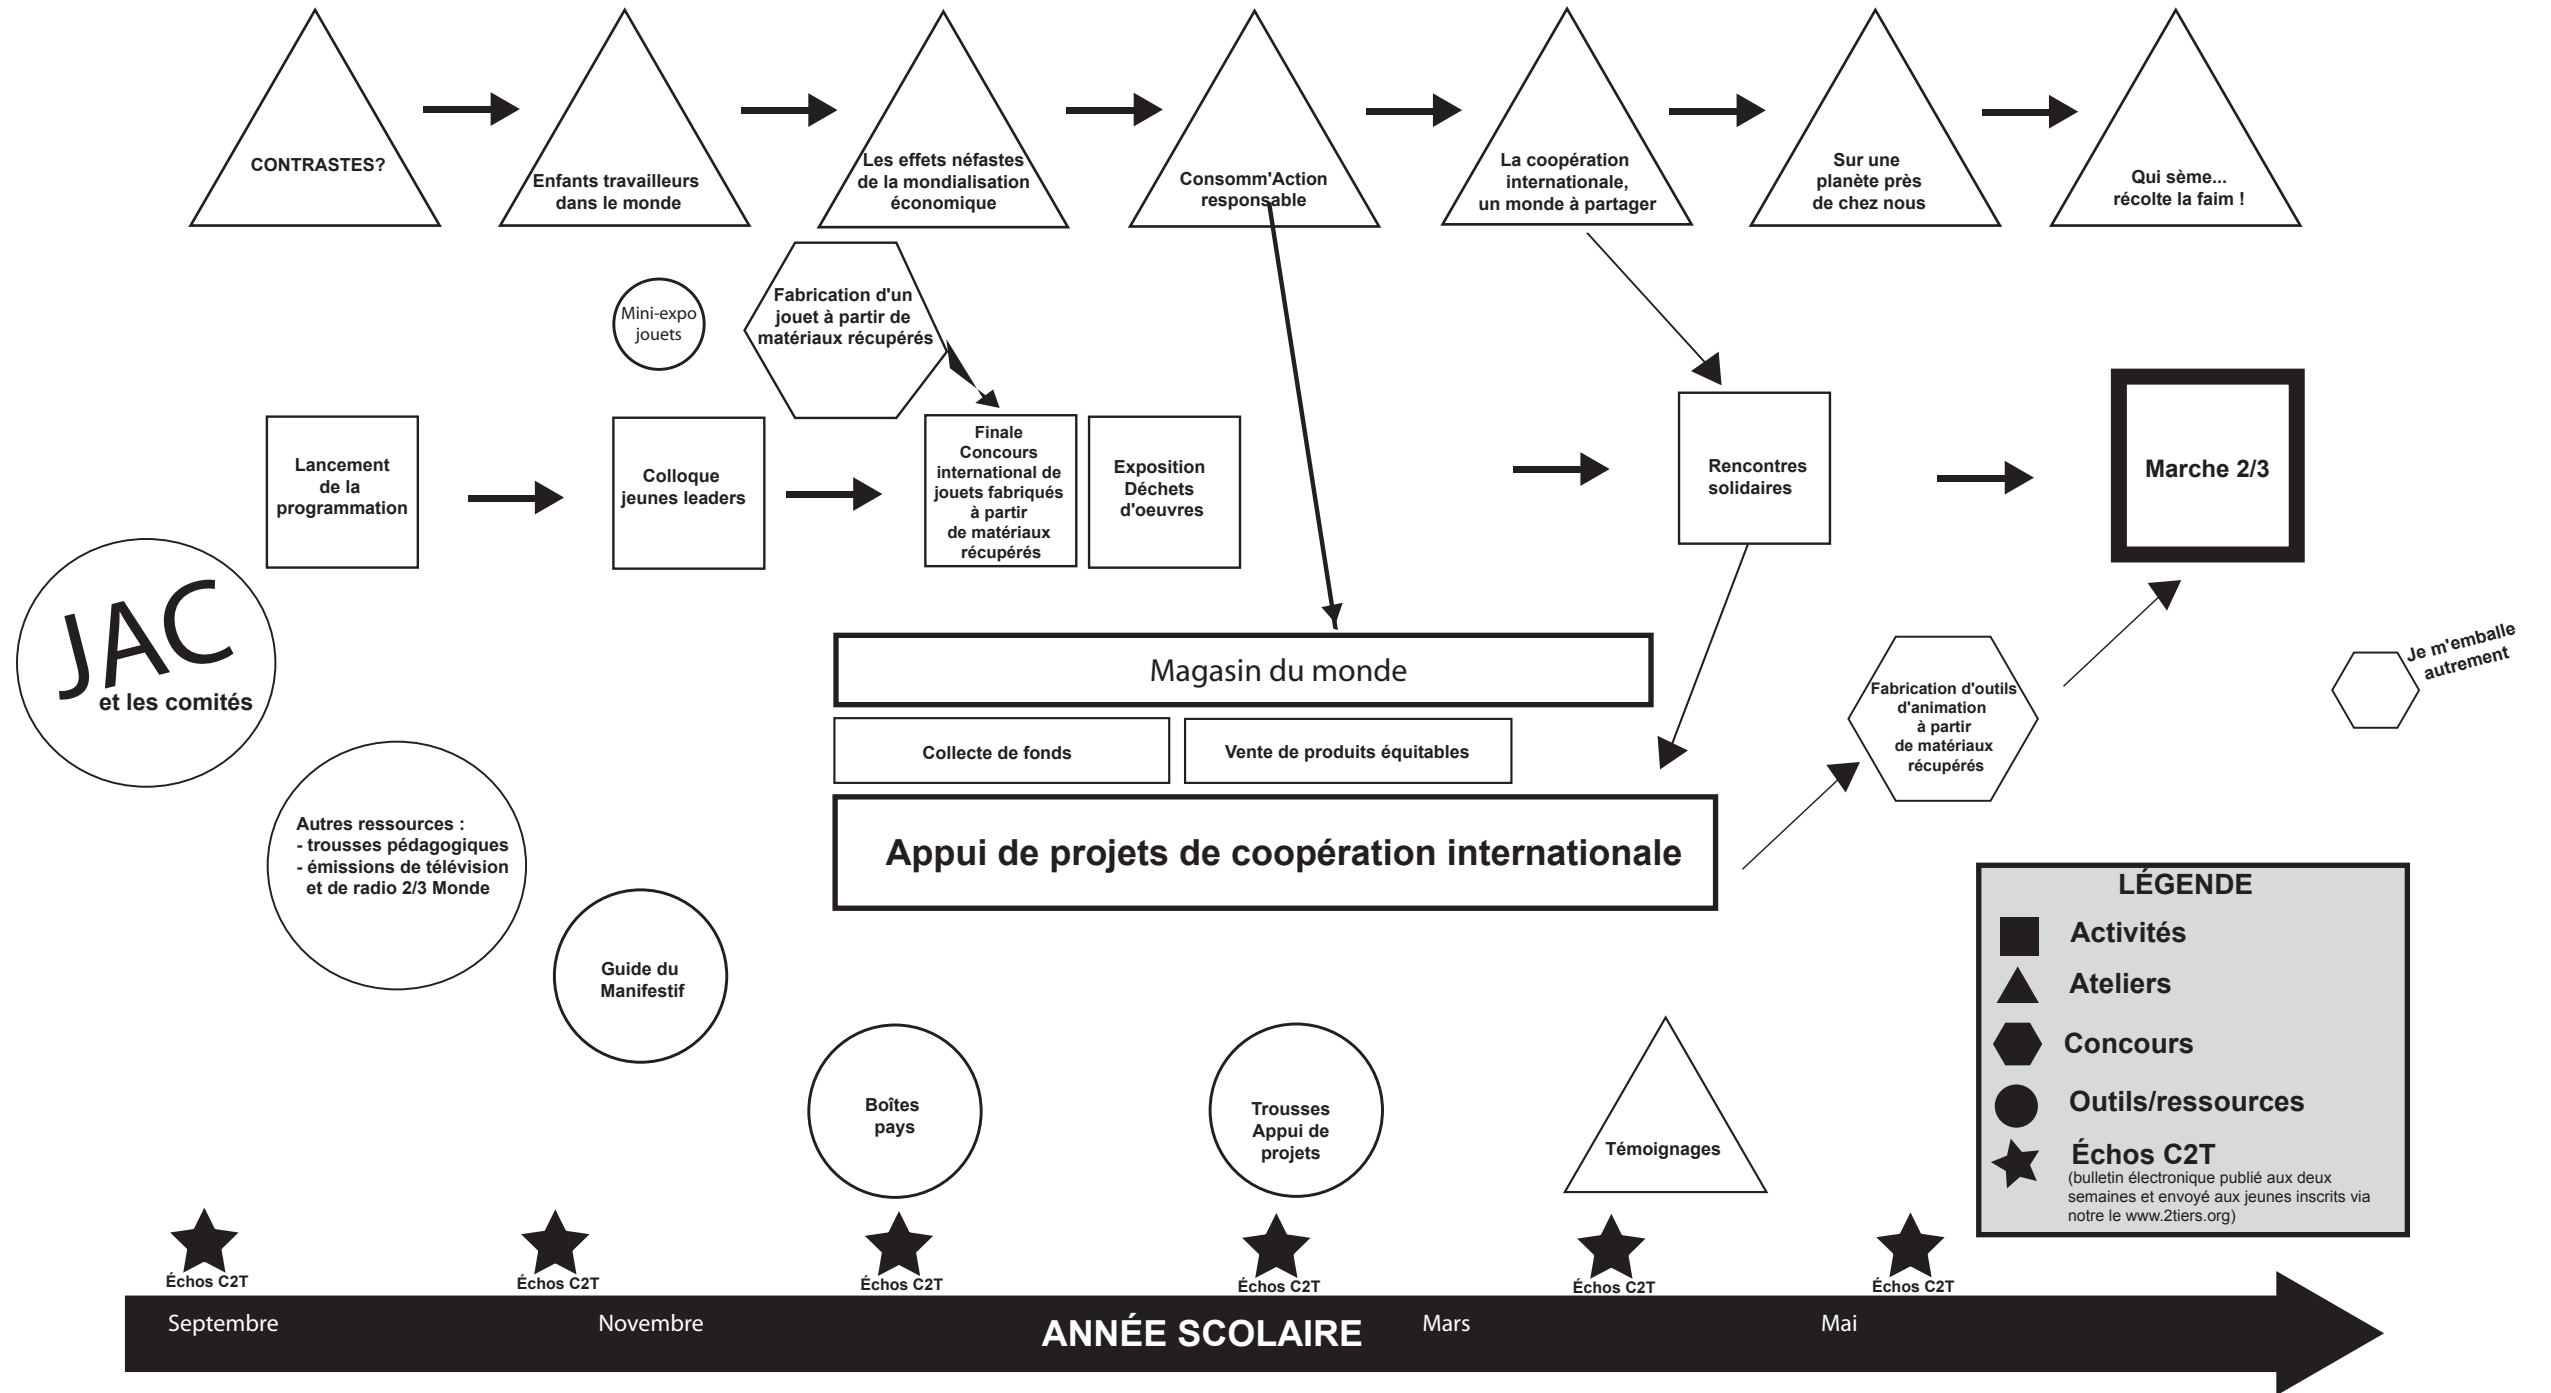 CONTRASTES?
Enfants travailleurs
dans le monde
Les effets néfastes
de la mondialisation
économique
Consomm'Action
responsable
La coopération
internationale,
un monde à partager
Sur une
planète près
de chez nous
Qui sème...
récolte la faim !
Mini-expo
jouets
Fabrication d'un
jouet à partir de
matériaux récupérés
Lancement
de la
programmation
Colloque
jeunes leaders
Finale
Concours
international de
jouets fabriqués
à partir
de matériaux
récupérés
Exposition
Déchets
d'oeuvres
Rencontres
solidaires
Marche 2/3
JAC
et les comités
Magasin du monde
Collecte de fonds
Vente de produits équitables
Appui de projets de coopération internationale
Fabrication d'outils
d'animation
à partir
de matériaux
récupérés
Je m'emballe
autrement
Autres ressources :
- trousses pédagogiques
- émissions de télévision
et de radio 2/3 Monde
Guide du
Manifestif
Boîtes
pays
Trousses
Appui de
projets
Témoignages
LÉGENDE
Activités
Ateliers
Concours
Outils/ressources
Échos C2T
(bulletin électronique publié aux deux
semaines et envoyé aux jeunes inscrits via
notre le www.2tiers.org)
Échos C2T
Échos C2T
Échos C2T
Échos C2T
Échos C2T
Échos C2T
Septembre
Novembre
ANNÉE SCOLAIRE
Mars
Mai